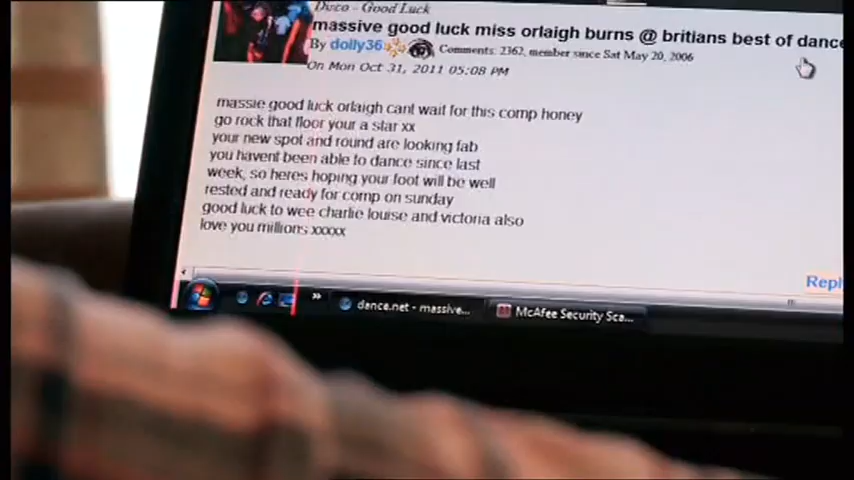 Disco - Good Luck
massive good luck miss orlaigh burns @ britians best of dance
By dolly36 Comments: 2362, member since Sat May 20, 2006
On Mon Oct 31, 2011 05:08 PM
massie good luck orlaigh cant wait for this comp honey
go rock that floor your a star xx
your new spot and round are looking fab
you havent been able to dance since last
week, so heres hoping your foot will be well
rested and ready for comp on sunday
good luck to wee charlie louise and victoria also
love you millions xxxxx
Repl
» dance.net - massive... McAfee Security Sca...